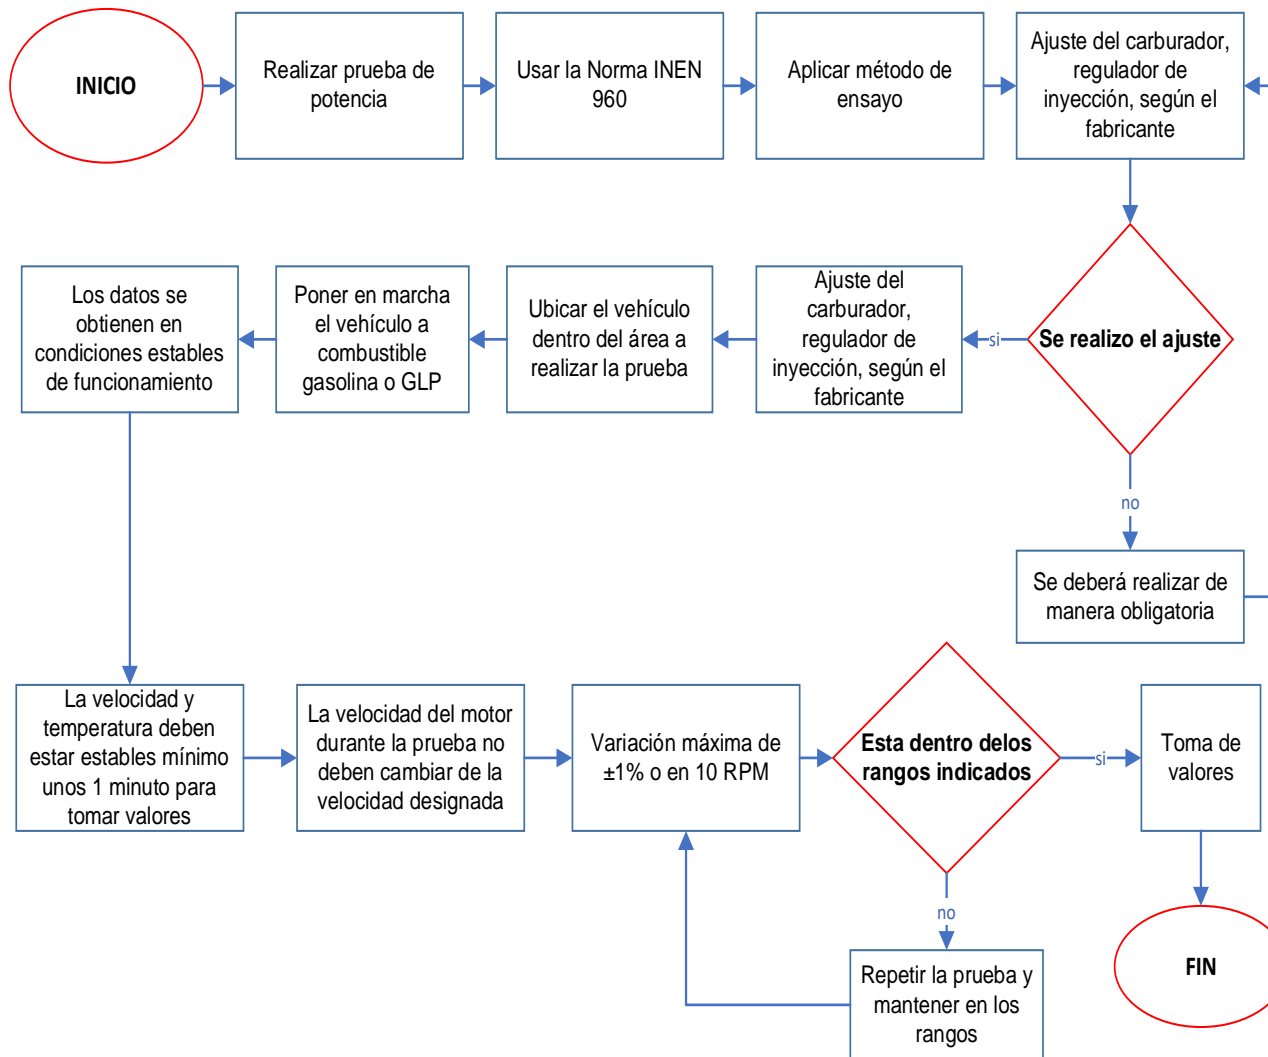 INICIO
Realizar prueba de
potencia
Usar la Norma INEN
960
Aplicar método de
ensayo
Ajuste del carburador,
regulador de
inyección, según el
fabricante
Se realizo el ajuste
si
Ajuste del
carburador,
regulador de
inyección, según el
fabricante
Ubicar el vehículo
dentro del área a
realizar la prueba
Poner en marcha
el vehículo a
combustible
gasolina o GLP
Los datos se
obtienen en
condiciones estables
de funcionamiento
no
Se deberá realizar de
manera obligatoria
La velocidad y
temperatura deben
estar estables mínimo
unos 1 minuto para
tomar valores
La velocidad del motor
durante la prueba no
deben cambiar de la
velocidad designada
Variación máxima de
±1% o en 10 RPM
Esta dentro delos
rangos indicados
si
Toma de
valores
no
Repetir la prueba y
mantener en los
rangos
FIN